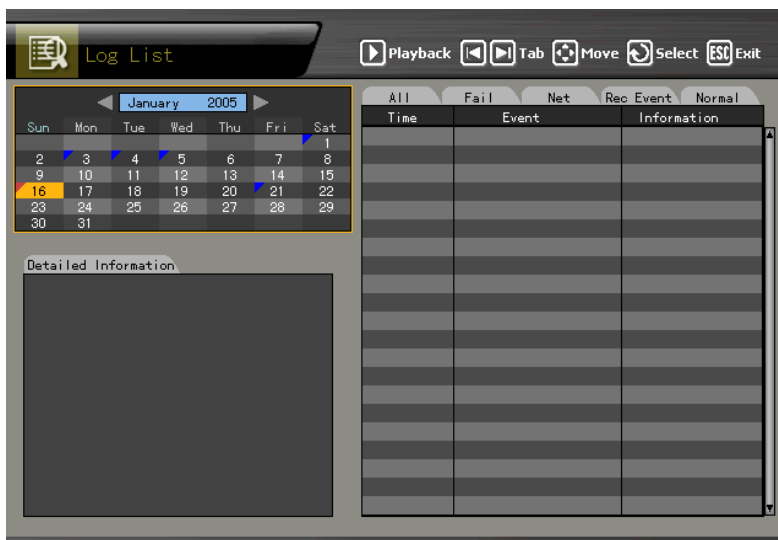 Log List
Playback Tab Move Select ESC Exit
January 2005
Sun Mon Tue Wed Thu Fri Sat
1
2 3 4 5 6 7 8
9 10 11 12 13 14 15
16 17 18 19 20 21 22
23 24 25 26 27 28 29
30 31
Detailed Information
All Fail Net Rec Event Normal
Time Event Information